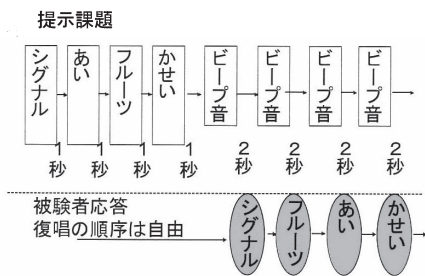 提示課題
シグナル
あい
フルーツ
かせい
ビープ音
ビープ音
ビープ音
ビープ音
1秒
1秒
1秒
1秒
2秒
2秒
2秒
2秒
被験者応答
復唱の順序は自由
シグナル
フルーツ
あい
かせい